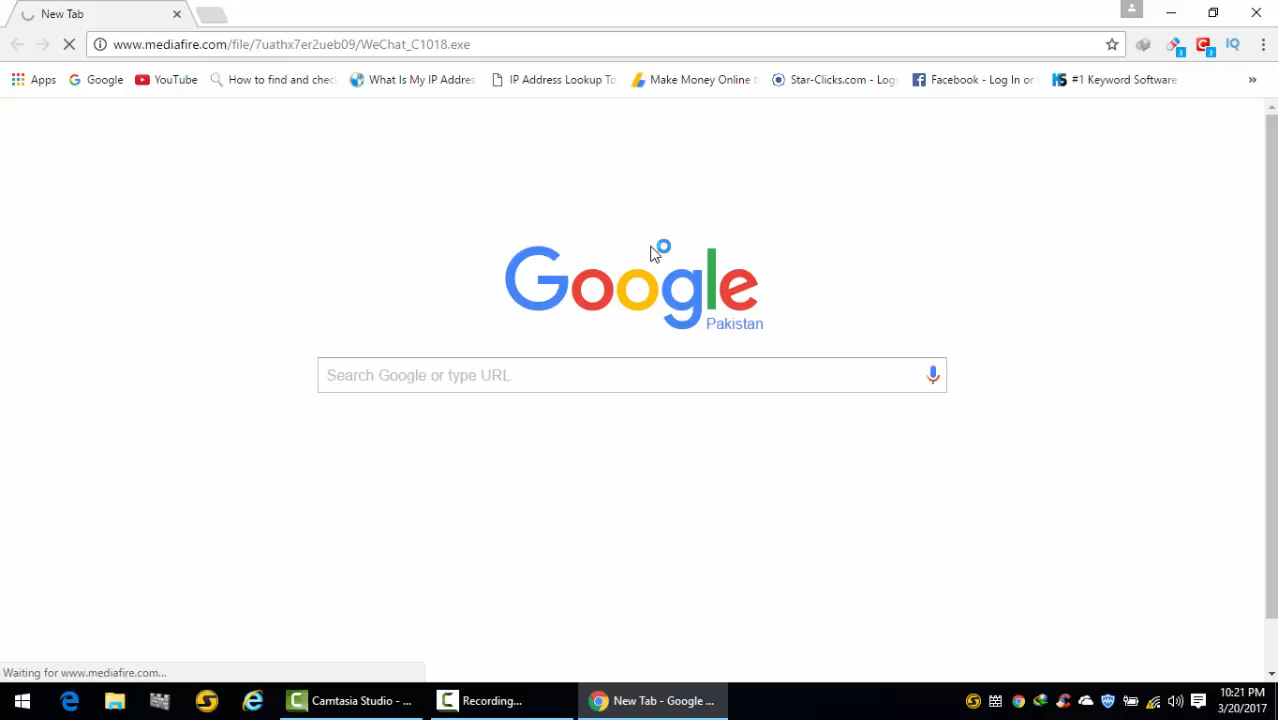 New Tab
www.mediafire.com/file/7uathx7er2ueb09/WeChat_C1018.exe
3
3
IQ
Apps
Google
YouTube
How to find and chec
What Is My IP Addres
IP Address Lookup To
Make Money Online
Star-Clicks.com - Log
Facebook - Log In or
#1 Keyword Software
»
Google
Pakistan
Search Google or type URL
Waiting for www.mediafire.com...
Camtasia Studio - ...
Recording...
New Tab - Google ...
10:21 PM
3/20/2017